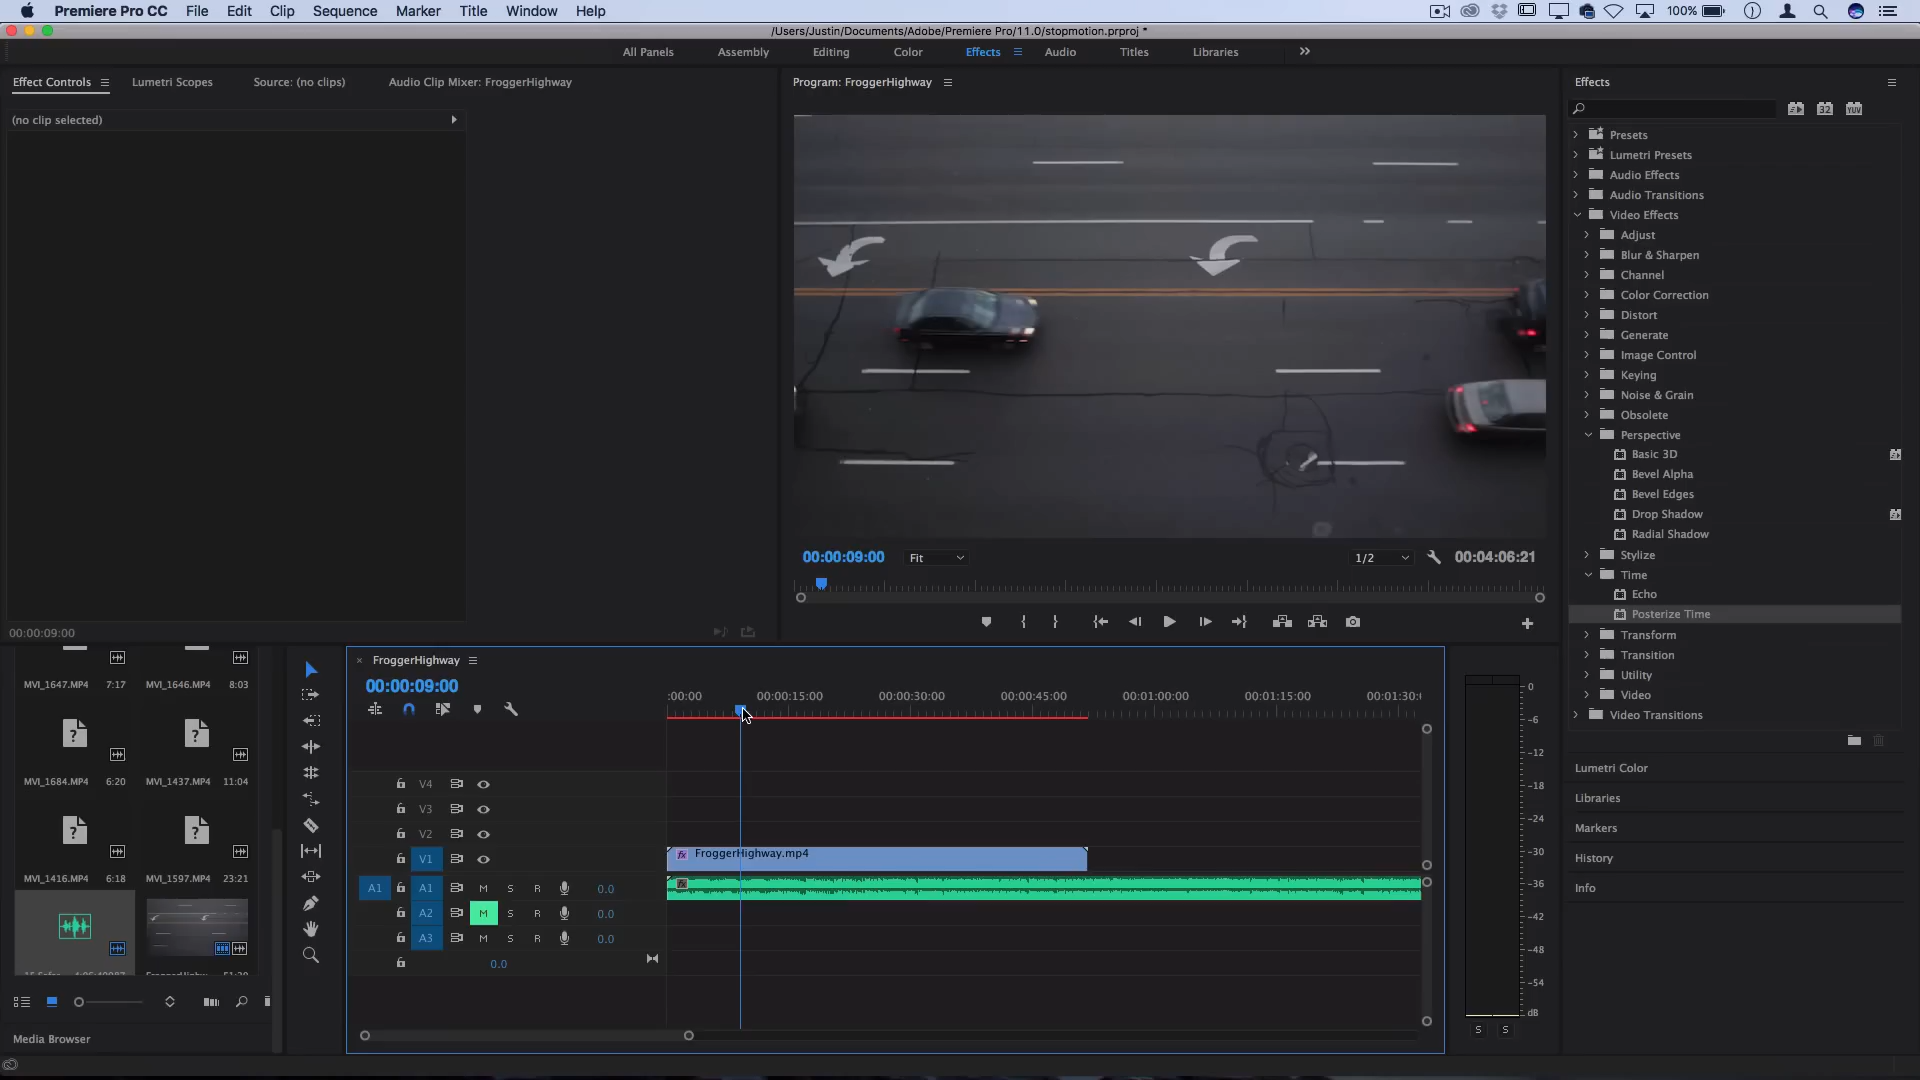 Premiere Pro CC File Edit Clip Sequence Marker Title Window Help 100%
/Users/Justin/Documents/Adobe/Premiere Pro/11.0/stopmotion.prproj *
All Panels Assembly Editing Color Effects Audio Titles Libraries
Effect Controls Lumetri Scopes Source: (no clips) Audio Clip Mixer: FroggerHighway
(no clip selected)
00:00:09:00
Program: FroggerHighway
00:00:09:00 Fit 1/2 00:04:06:21
Effects
32 YUV
Presets
Lumetri Presets
Audio Effects
Audio Transitions
Video Effects
Adjust
Blur & Sharpen
Channel
Color Correction
Distort
Generate
Image Control
Keying
Noise & Grain
Obsolete
Perspective
Basic 3D
Bevel Alpha
Bevel Edges
Drop Shadow
Radial Shadow
Stylize
Time
Echo
Posterize Time
Transform
Transition
Utility
Video
Video Transitions
Lumetri Color
Libraries
Markers
History
Info
MVI_1647.MP4 7:17 MVI_1646.MP4 8:03
MVI_1684.MP4 6:20 MVI_1437.MP4 11:04
MVI_1416.MP4 6:18 MVI_1597.MP4 23:21
Media Browser
× FroggerHighway
00:00:09:00
:00:00 00:00:15:00 00:00:30:00 00:00:45:00 00:01:00:00 00:01:15:00 00:01:30:
V4
V3
V2
V1 fx FroggerHighway.mp4
A1 A1 M S R 0.0 fx
A2 M S R 0.0
A3 M S R 0.0
0.0
0
-6
-12
-18
-24
-30
-36
-42
-48
-54
dB
S S